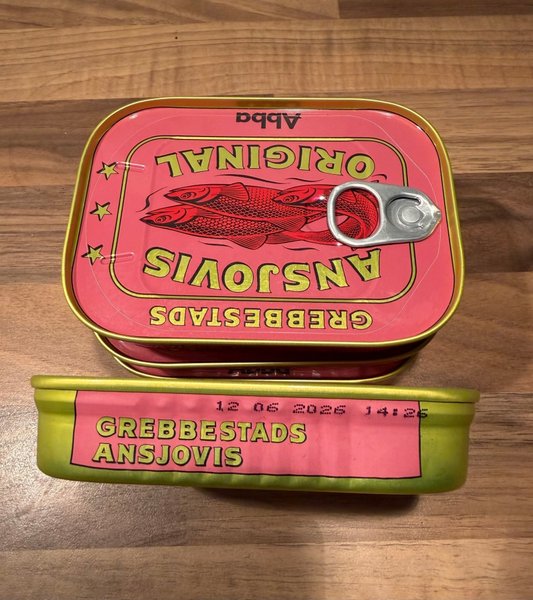 Abba
ORIGINAL
ANSJOVIS
GREBBESTADS
12 06 2026 14:26
GREBBESTADS
ANSJOVIS